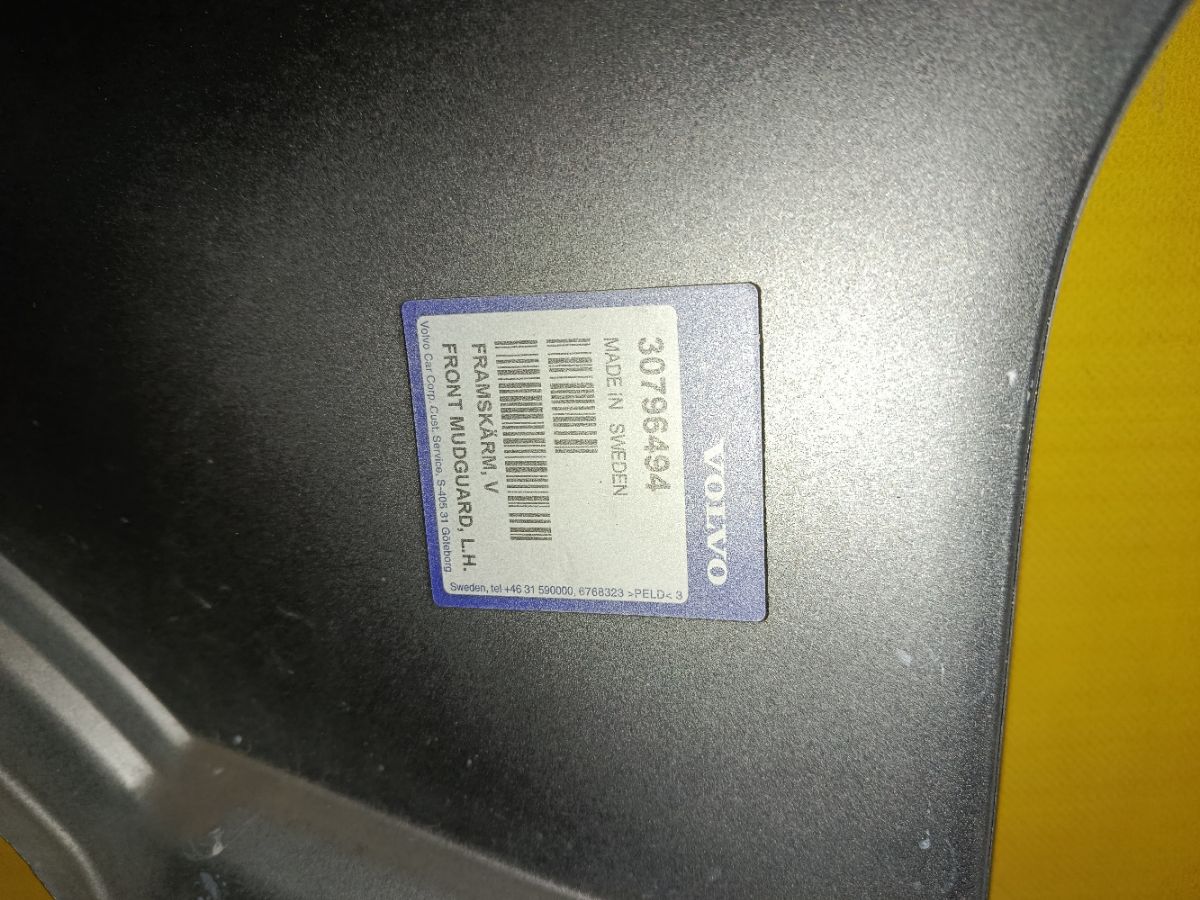 VOLVO
30796494
MADE IN SWEDEN
FRAMSKÄRM, V
FRONT MUDGUARD, L.H.
Volvo Car Corp. Cust. Service, S-405 31 Göteborg
Sweden, tel +46 31 590000, 6768323 >PELD< 3